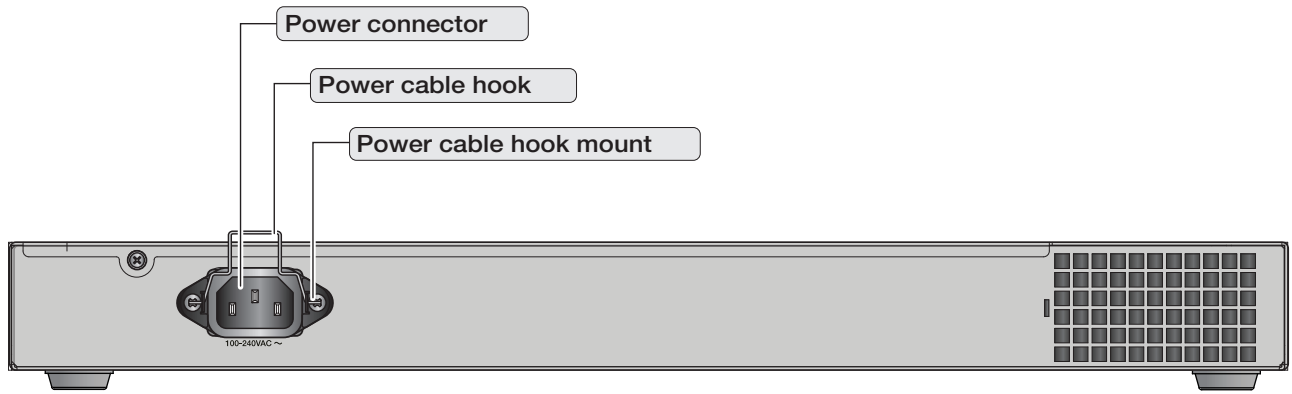 Power connector
Power cable hook
Power cable hook mount
100-240VAC ~